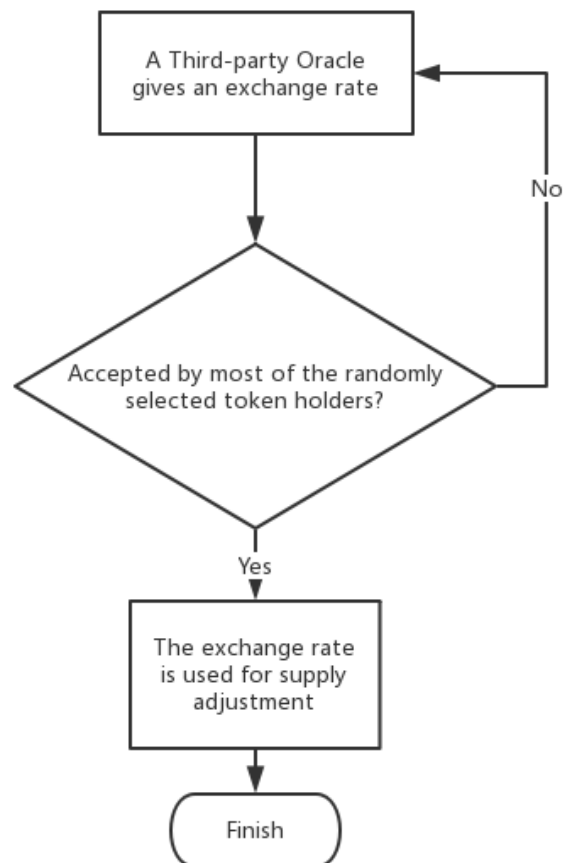 A Third-party Oracle
gives an exchange rate
No
Accepted by most of the randomly
selected token holders?
Yes
The exchange rate
is used for supply
adjustment
Finish